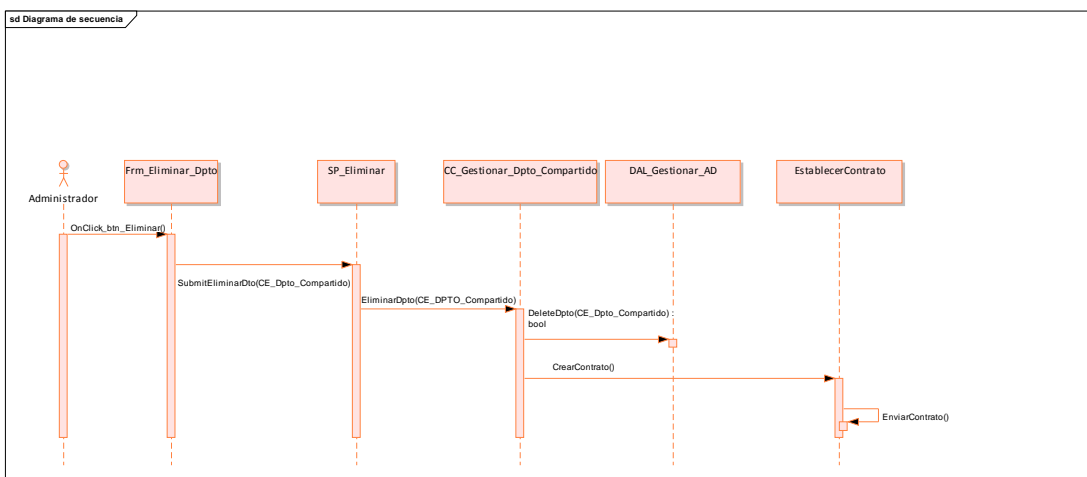 sd Diagrama de secuencia
Administrador
Frm_Eliminar_Dpto
SP_Eliminar
CC_Gestionar_Dpto_Compartido
DAL_Gestionar_AD
EstablecerContrato
OnClick_btn_Eliminar()
SubmitEliminarDto(CE_Dpto_Compartido)
EliminarDpto(CE_DPTO_Compartido)
DeleteDpto(CE_Dpto_Compartido) :
bool
CrearContrato()
EnviarContrato()